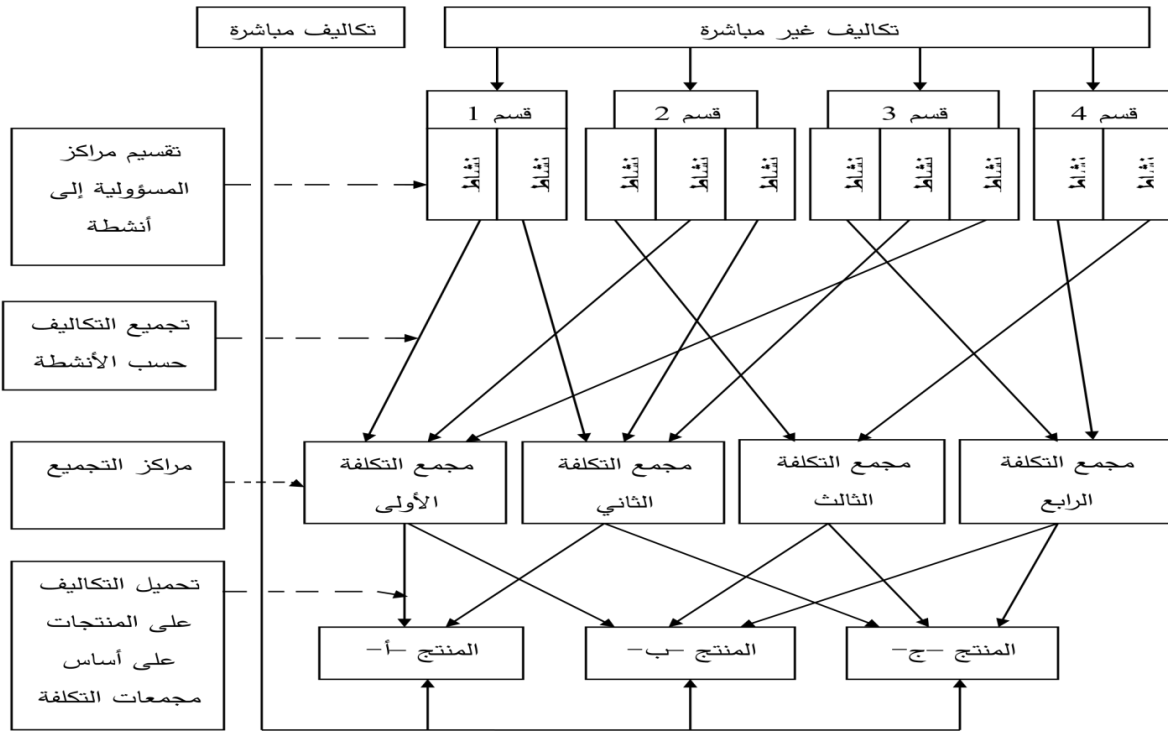 تكاليف غير مباشرة
تكاليف مباشرة
قسم 1
قسم 2
قسم 3
قسم 4
نشاط
نشاط
نشاط
نشاط
نشاط
نشاط
نشاط
نشاط
نشاط
نشاط
تقسيم مراكز
المسؤولية إلى
أنشطة
تجميع التكاليف
حسب الأنشطة
مراكز التجميع
مجمع التكلفة
الأولى
مجمع التكلفة
الثاني
مجمع التكلفة
الثالث
مجمع التكلفة
الرابع
تحميل التكاليف
على المنتجات
على أساس
مجمعات التكلفة
المنتج -أ-
المنتج -ب-
المنتج -ج-